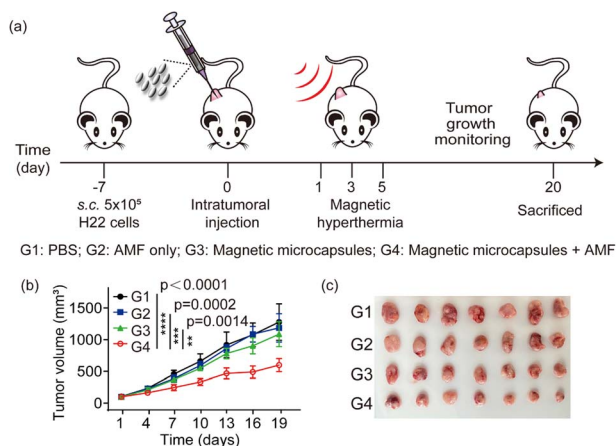 (a)
Time
(day)
Tumor
growth
monitoring
-7
0
1
3
5
20
s.c. 5x10⁵
H22 cells
Intratumoral
injection
Magnetic
hyperthermia
Sacrificed
G1: PBS; G2: AMF only; G3: Magnetic microcapsules; G4: Magnetic microcapsules + AMF
(b)
Tumor volume (mm³)
1500
1000
500
0
G1
G2
G3
G4
****
***
**
p<0.0001
p=0.0002
p=0.0014
1 4 7 10 13 16 19
Time (days)
(c)
G1
G2
G3
G4